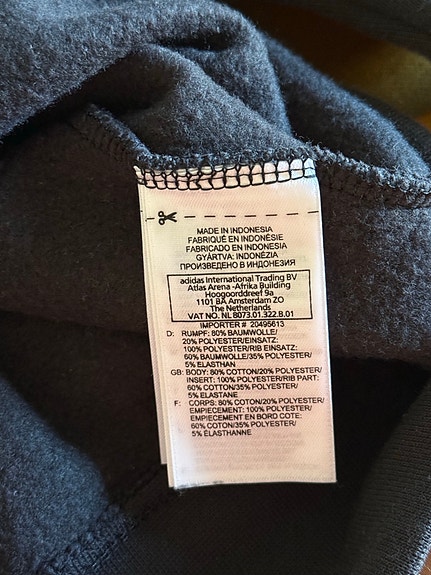 MADE IN INDONESIA
FABRIQUÉ EN INDONÉSIE
FABRICADO EN INDONESIA
GYÁRTVA: INDONÉZIA
ПРОИЗВЕДЕНО В ИНДОНЕЗИИ
adidas International Trading BV
Atlas Arena -Afrika Building
Hoogoorddreef 9a
1101 BA Amsterdam ZO
The Netherlands
VAT NO. NL 8073.01.322.B.01
IMPORTER # 20495613
D: RUMPF: 80% BAUMWOLLE/
20% POLYESTER/EINSATZ:
100% POLYESTER/RIB EINSATZ:
60% BAUMWOLLE/35% POLYESTER/
5% ELASTHAN
GB: BODY: 80% COTTON/20% POLYESTER/
INSERT: 100% POLYESTER/RIB PART:
60% COTTON/35% POLYESTER/
5% ELASTANE
F: CORPS: 80% COTON/20% POLYESTER/
EMPIECEMENT: 100% POLYESTER/
EMPIECEMENT EN BORD COTE:
60% COTON/35% POLYESTER/
5% ÉLASTHANNE